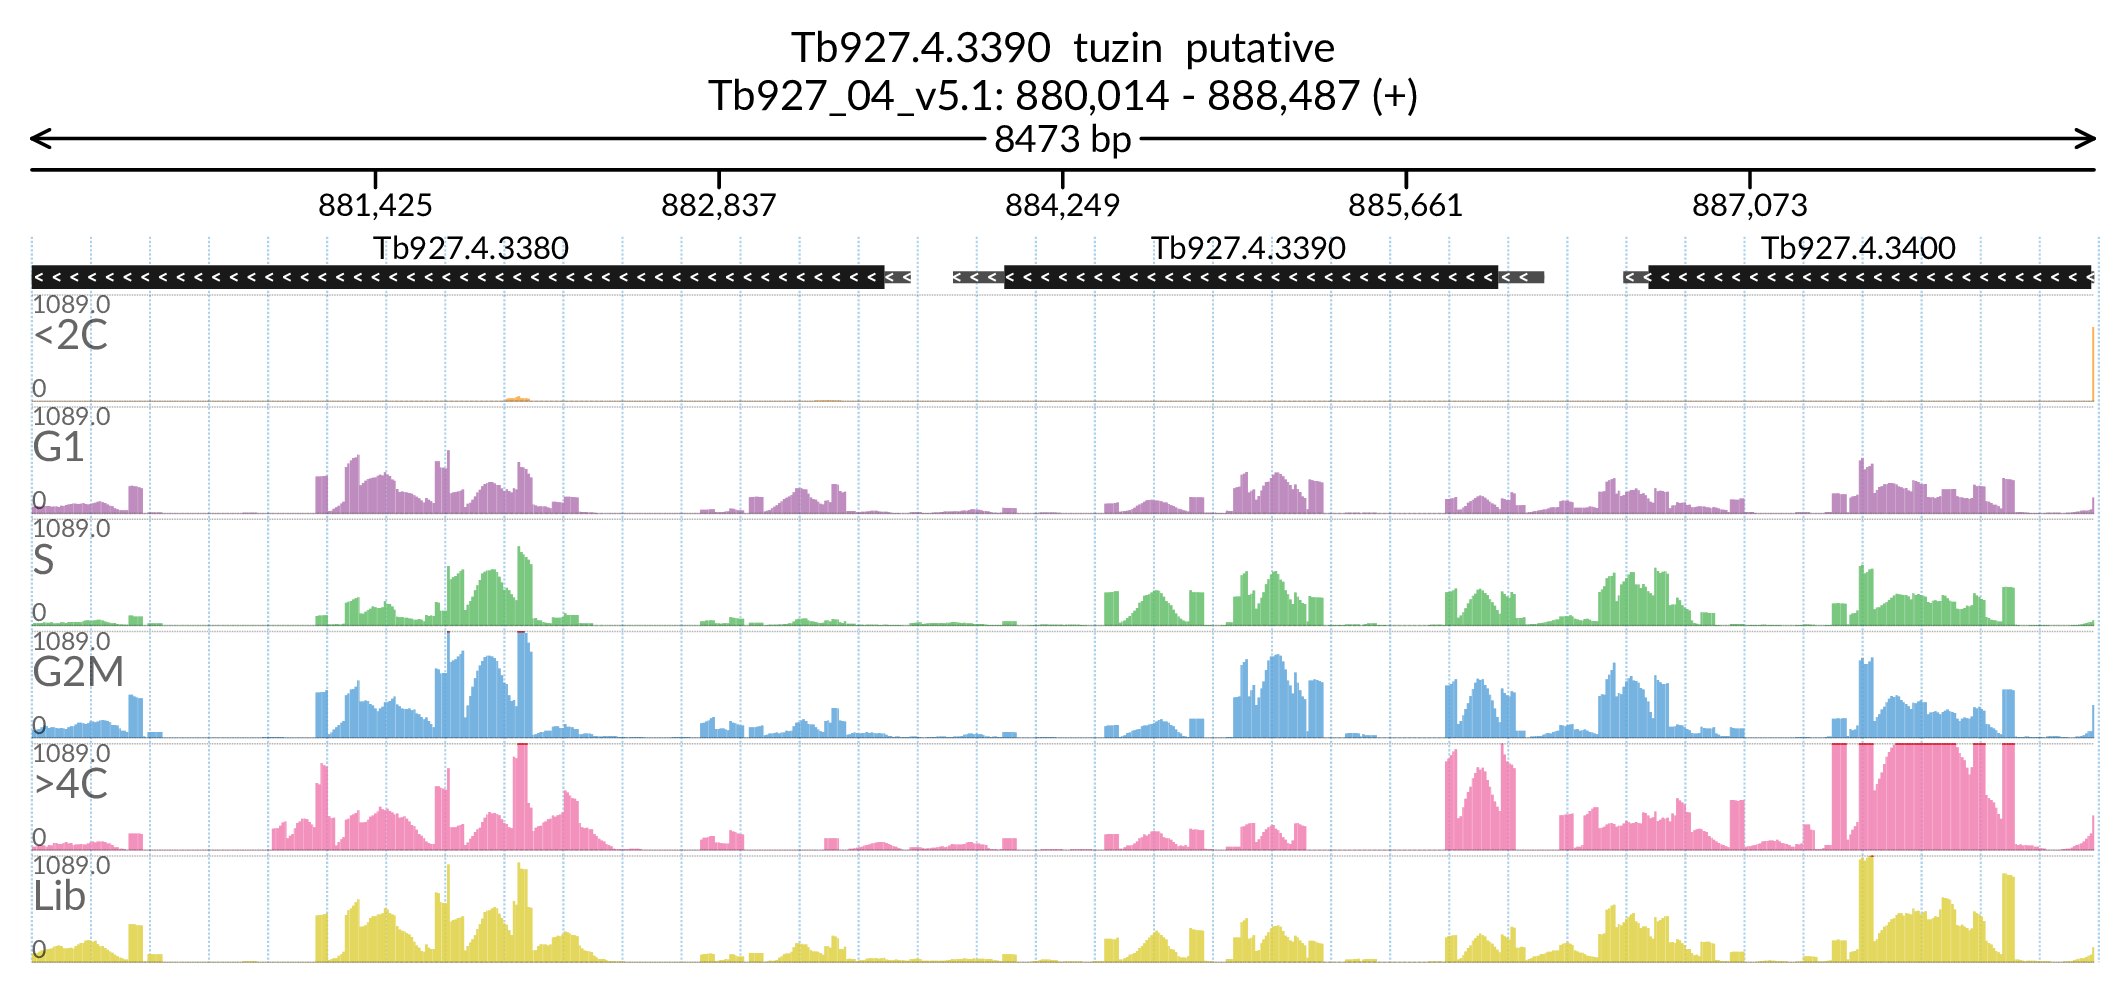 Tb927.4.3390 tuzin putative
Tb927_04_v5.1: 880,014 - 888,487 (+)
8473 bp
881,425 882,837 884,249 885,661 887,073
Tb927.4.3380 Tb927.4.3390 Tb927.4.3400
1089.0
<2C
0
1089.0
G1
0
1089.0
S
0
1089.0
G2M
0
1089.0
>4C
0
1089.0
Lib
0